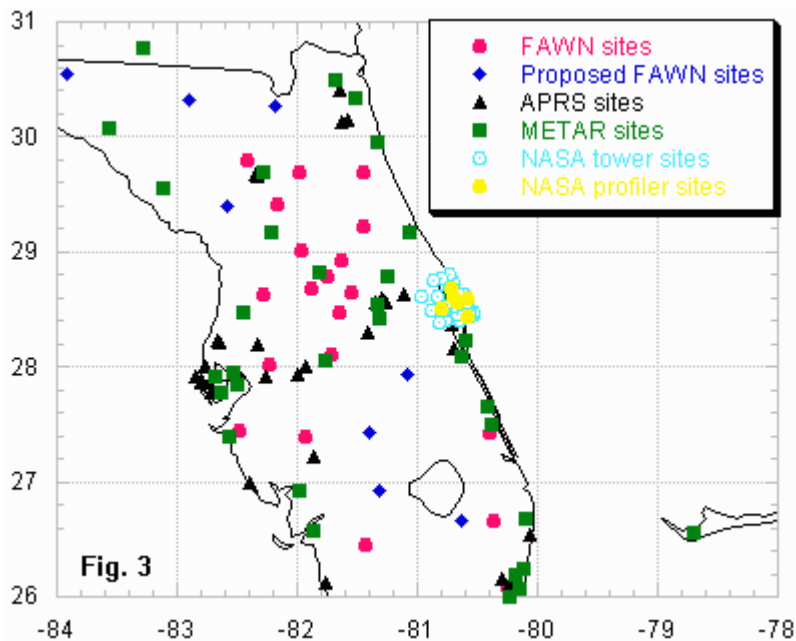 31
FAWN sites
Proposed FAWN sites
APRS sites
METAR sites
NASA tower sites
NASA profiler sites
30
29
28
27
Fig. 3
26
-84 -83 -82 -81 -80 -79 -78